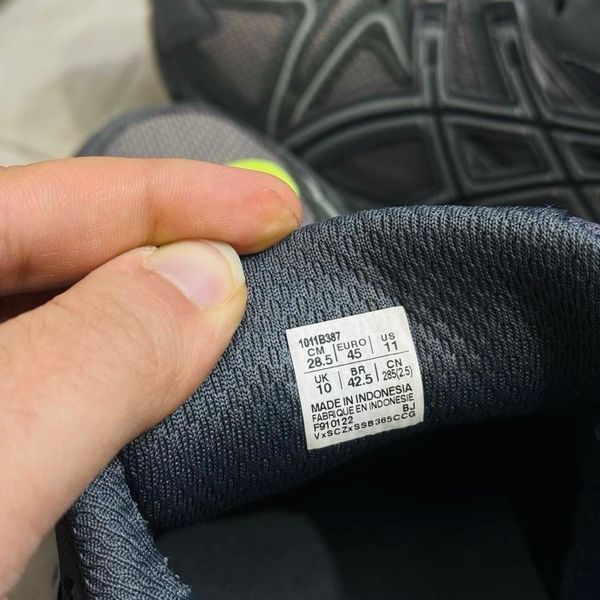 1011B387
CM EURO US
28.5 45 11
UK BR CN
10 42.5 285(2.5)
MADE IN INDONESIA
FABRIQUE EN INDONESIE
F910122 BJ
VxSCZxSSB365CCG